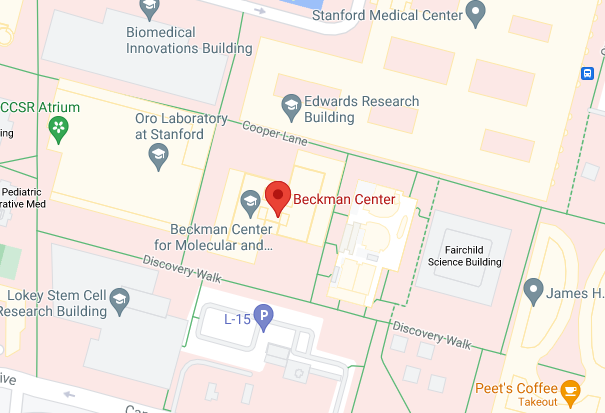 Stanford Medical Center
Biomedical
Innovations Building
CCSR Atrium
Edwards Research
Building
Oro Laboratory
at Stanford
Cooper Lane
ing
Pediatric
rative Med
Beckman Center
Beckman Center
for Molecular and...
Fairchild
Science Building
Discovery Walk
Lokey Stem Cell
Research Building
James H.
L-15
P
Discovery Walk
Peet's Coffee
Takeout
ive
Cam